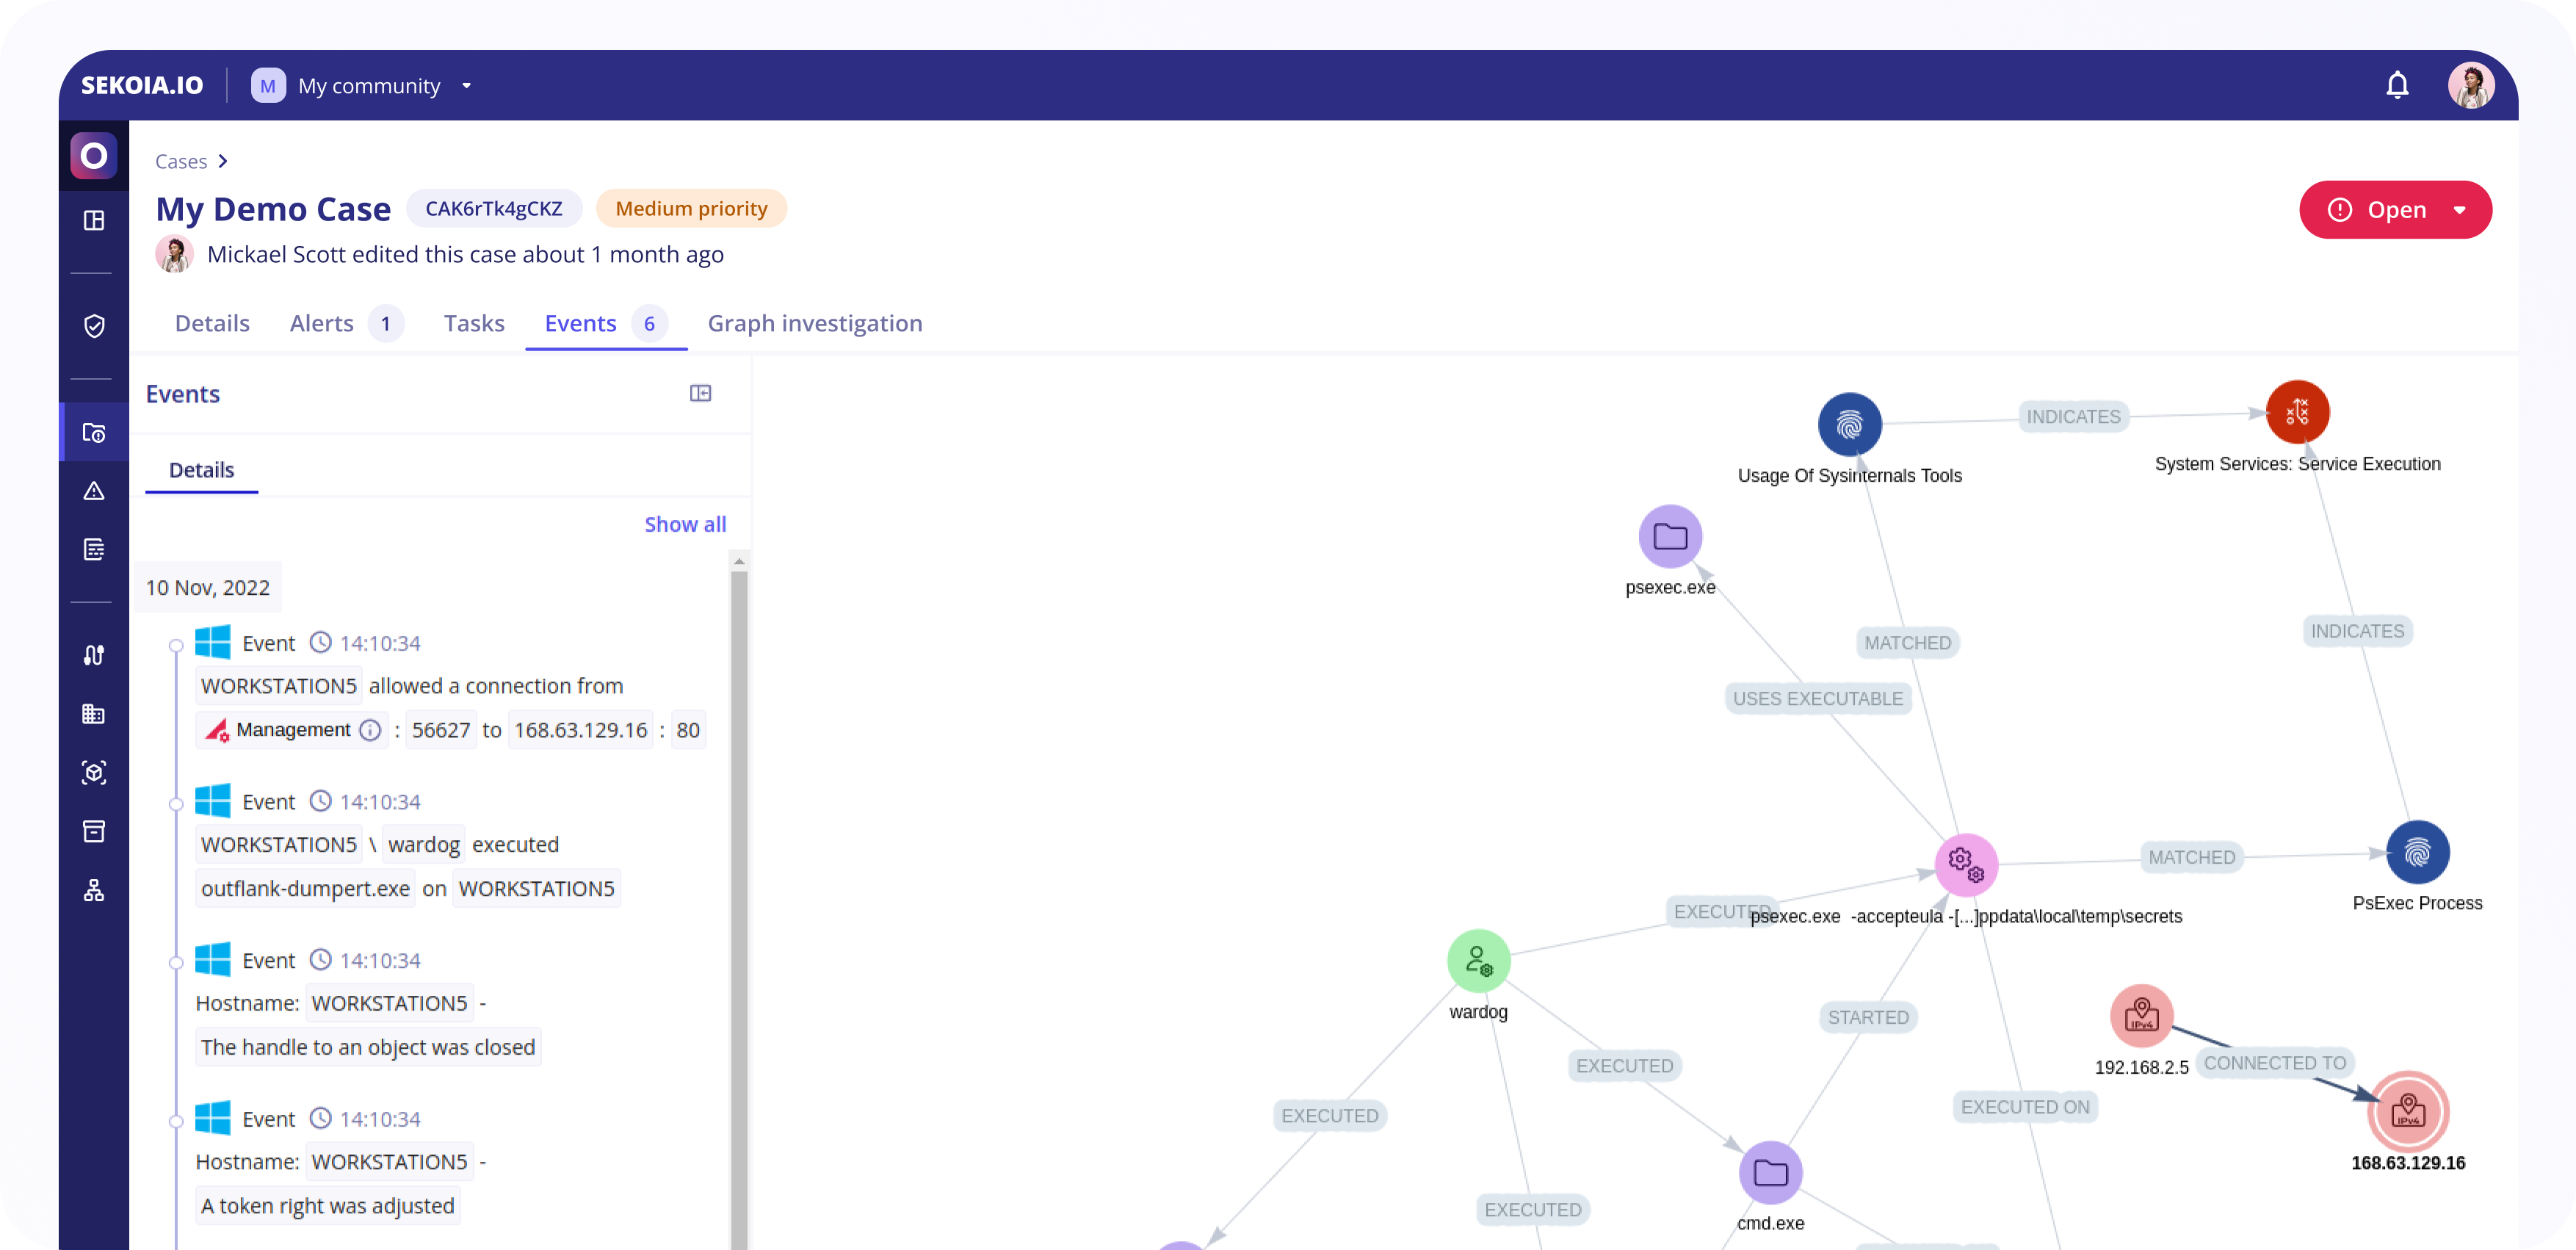 SEKOIA.IO
M My community
Cases
My Demo Case CAK6rTk4gCKZ Medium priority
Open
Mickael Scott edited this case about 1 month ago
Details Alerts 1 Tasks Events 6 Graph investigation
Events
Details
Show all
10 Nov, 2022
Event 14:10:34
WORKSTATION5 allowed a connection from
Management : 56627 to 168.63.129.16 : 80
Event 14:10:34
WORKSTATION5 \ wardog executed
outflank-dumpert.exe on WORKSTATION5
Event 14:10:34
Hostname: WORKSTATION5 -
The handle to an object was closed
Event 14:10:34
Hostname: WORKSTATION5 -
A token right was adjusted
INDICATES
Usage Of Sysinternals Tools
System Services: Service Execution
psexec.exe
MATCHED
INDICATES
USES EXECUTABLE
MATCHED
PsExec Process
EXECUTED
psexec.exe -accepteula -[...]ppdata\local\temp\secrets
wardog
STARTED
IPv4
192.168.2.5
CONNECTED TO
EXECUTED
EXECUTED
EXECUTED ON
IPv4
168.63.129.16
EXECUTED
cmd.exe